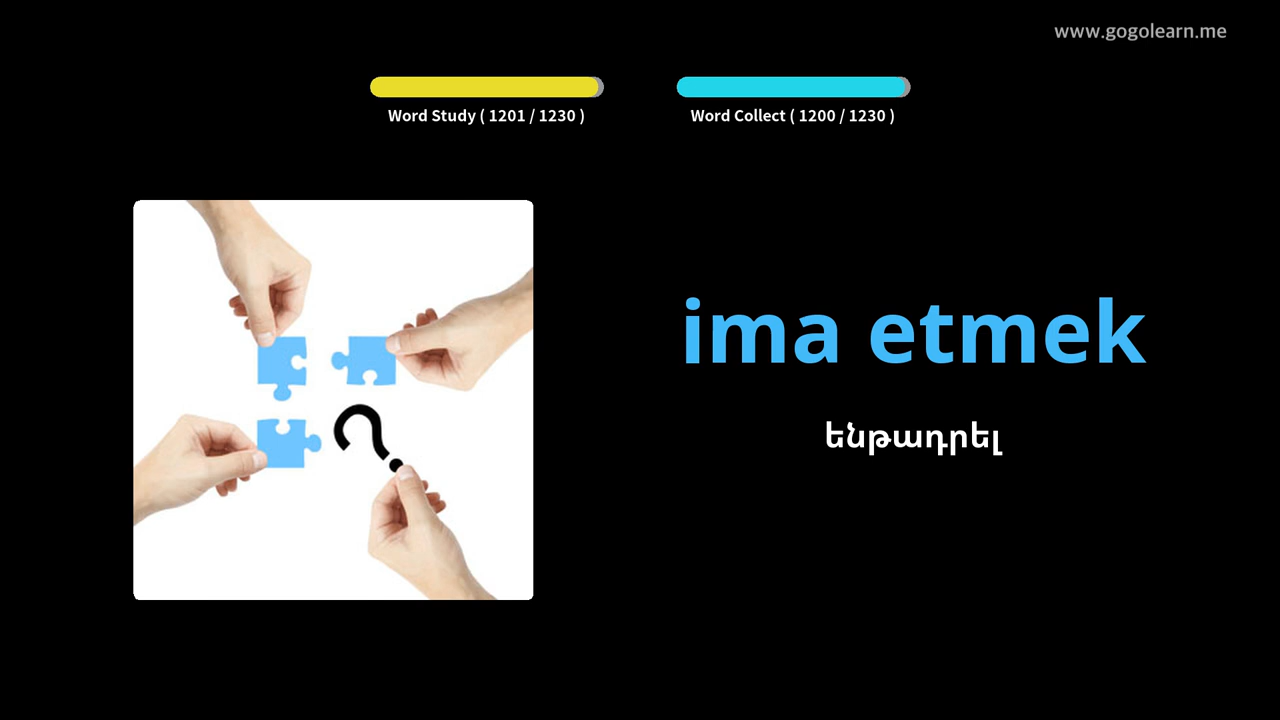 www.gogolearn.me
Word Study ( 1201 / 1230 )
Word Collect ( 1200 / 1230 )
ima etmek
ենթադրել
?